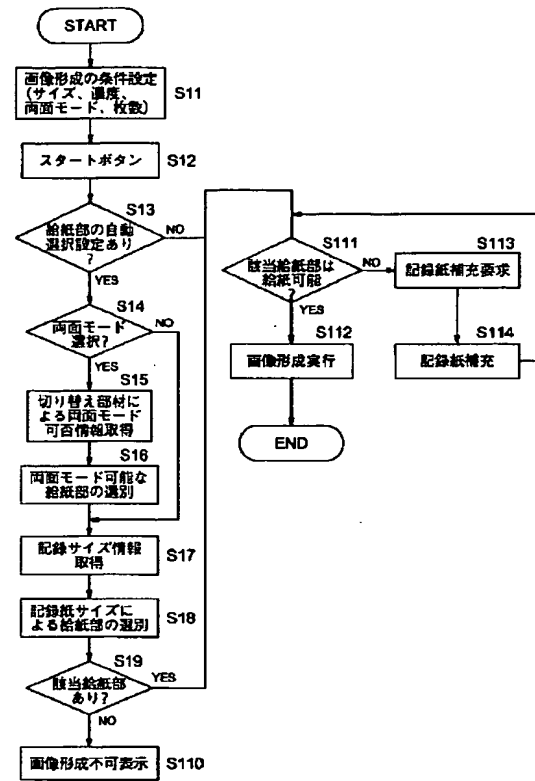 START
画像形成の条件設定
(サイズ、濃度、
両面モード、枚数)
S11
スタートボタン
S12
S13
給紙部の自動
選択設定あり
?
NO
YES
S14
両面モード
選択?
NO
YES
S15
切り替え部材に
よる両面モード
可否情報取得
S16
両面モード可能な
給紙部の選別
記録サイズ情報
取得
S17
記録紙サイズに
よる給紙部の選別
S18
S19
該当給紙部
あり?
YES
NO
画像形成不可表示
S110
S111
該当給紙部は
給紙可能
?
NO
YES
S112
画像形成実行
END
S113
記録紙補充要求
S114
記録紙補充